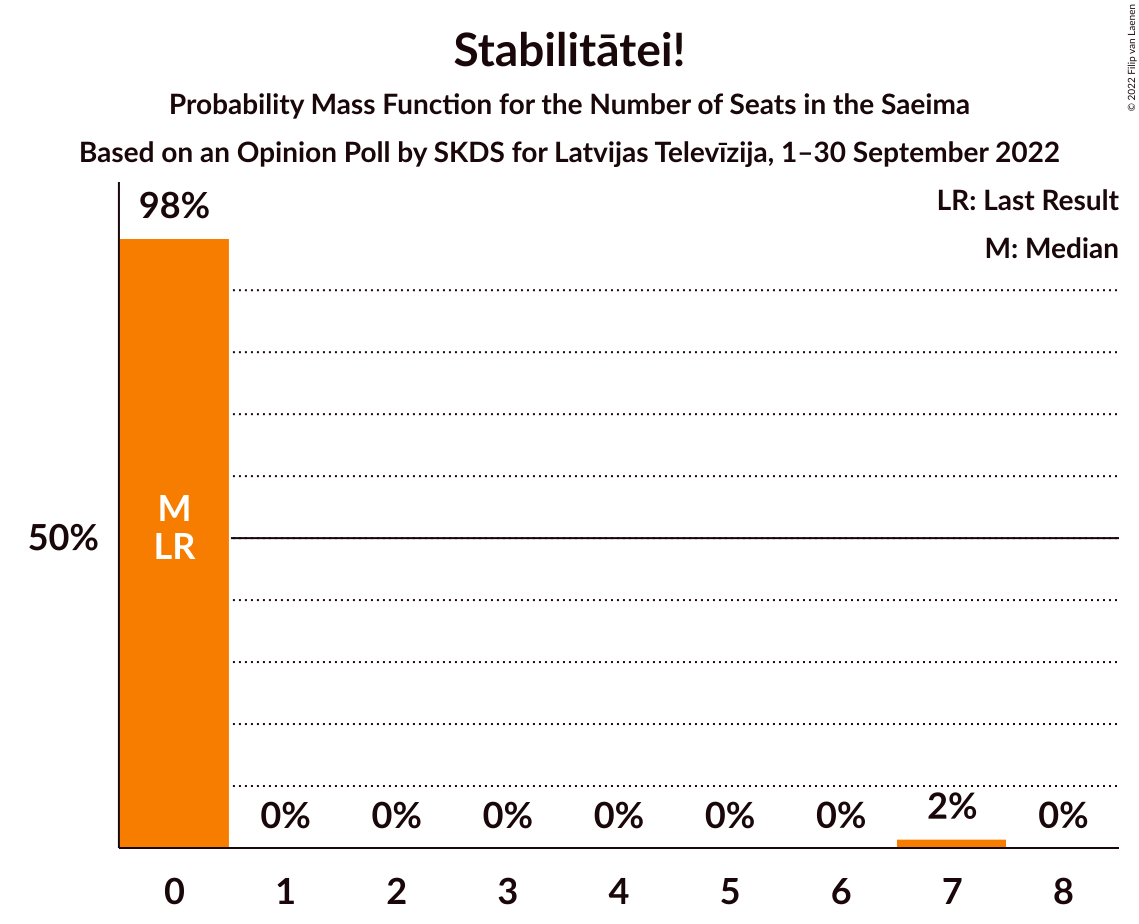 Stabilitātei!
Probability Mass Function for the Number of Seats in the Saeima
Based on an Opinion Poll by SKDS for Latvijas Televīzija, 1–30 September 2022
© 2022 Filip van Laenen
LR: Last Result
M: Median
98%
M
LR
50%
0% 0% 0% 0% 0% 0% 2% 0%
0 1 2 3 4 5 6 7 8